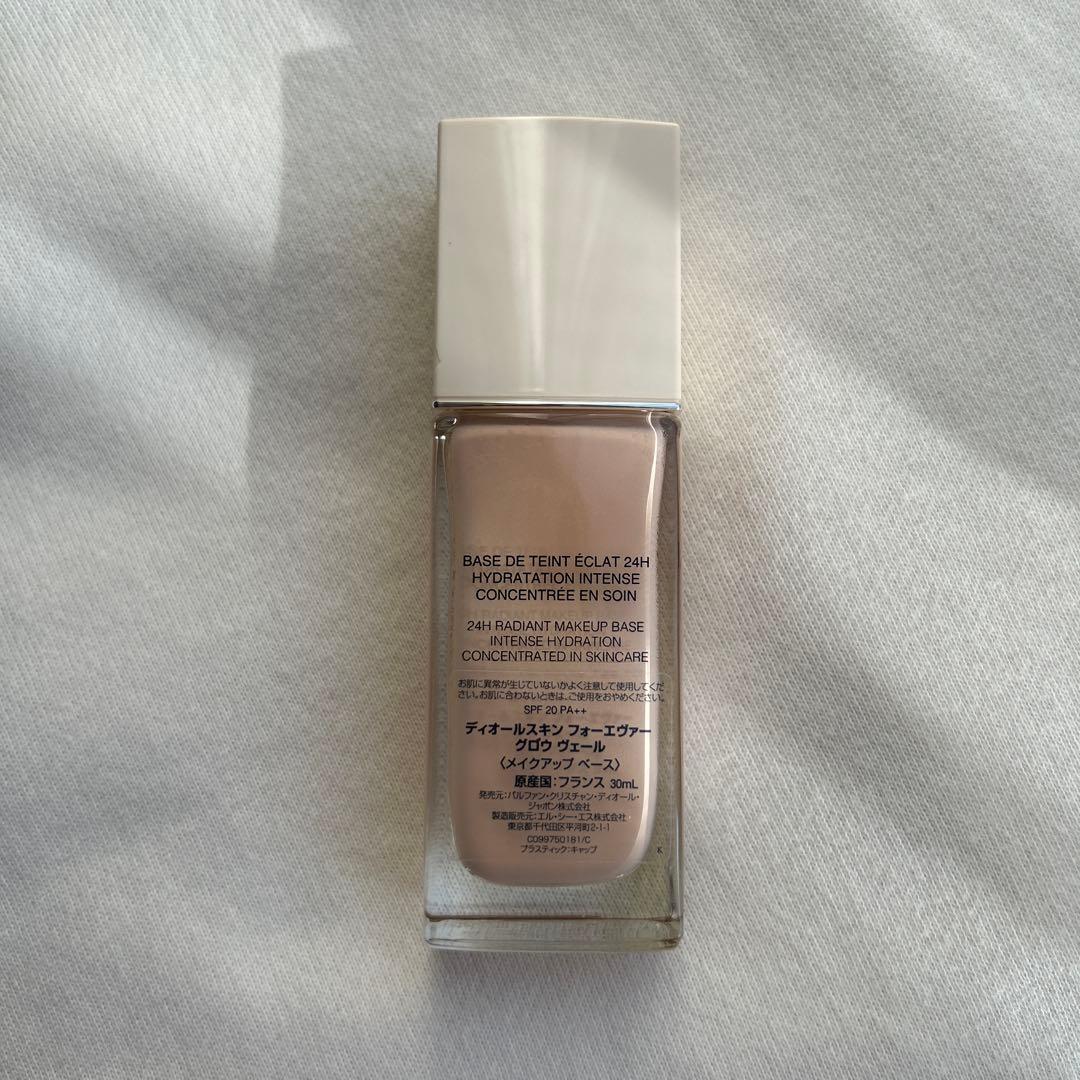 BASE DE TEINT ÉCLAT 24H
HYDRATATION INTENSE
CONCENTRÉE EN SOIN
24H RADIANT MAKEUP BASE
INTENSE HYDRATION
CONCENTRATED IN SKINCARE
お肌に異常が生じていないかよく注意して使用してくだ
さい。お肌に合わないときは、ご使用をおやめください。
SPF 20 PA++
ディオールスキン フォーエヴァー
グロウ ヴェール
〈メイクアップ ベース〉
原産国:フランス 30mL
発売元:パルファン・クリスチャン・ディオール・
ジャポン株式会社
製造販売元:エル・シー・エス株式会社
東京都千代田区平河町2-1-1
C099750181/C
プラスティック:キャップ
K